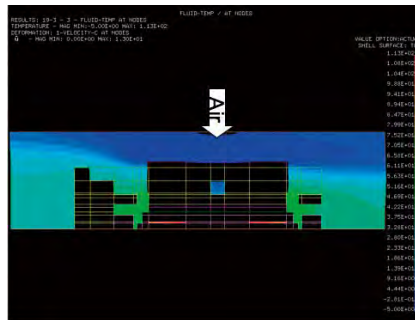 FLUID-TEMP / AT NODES
RESULTS: 19-3 - 3 - FLUID-TEMP AT NODES
TEMPERATURE - MAG MIN:-5.00E+00 MAX: 1.13E+02
DEFORMATION: 1-VELOCITY-C AT NODES
- MAG MIN: 0.00E+00 MAX: 1.30E+01
VALUE OPTION:ACTU
SHELL SURFACE: T
1.13E+02
1.08E+02
1.04E+02
9.88E+01
9.41E+01
8.94E+01
8.47E+01
7.99E+01
7.52E+01
7.05E+01
6.58E+01
6.11E+01
5.63E+01
5.16E+01
4.69E+01
4.22E+01
3.75E+01
3.28E+01
2.80E+01
2.33E+01
1.86E+01
1.39E+01
9.16E+00
4.44E+00
-2.81E-01
-5.00E+00
Air